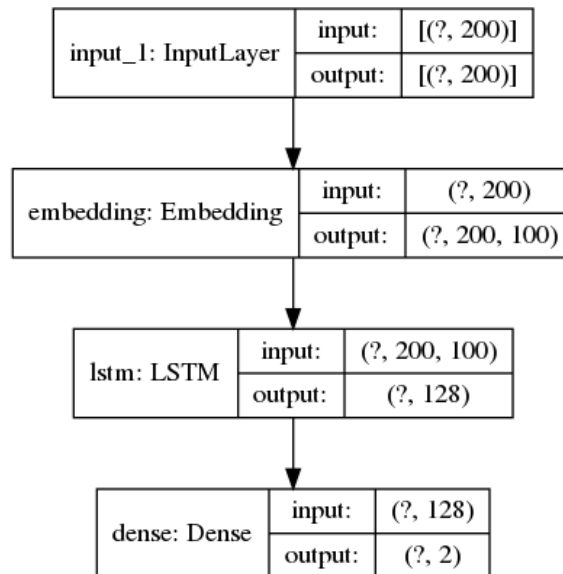 input_1: InputLayer
input: [(?, 200)]
output: [(?, 200)]
embedding: Embedding
input: (?, 200)
output: (?, 200, 100)
lstm: LSTM
input: (?, 200, 100)
output: (?, 128)
dense: Dense
input: (?, 128)
output: (?, 2)